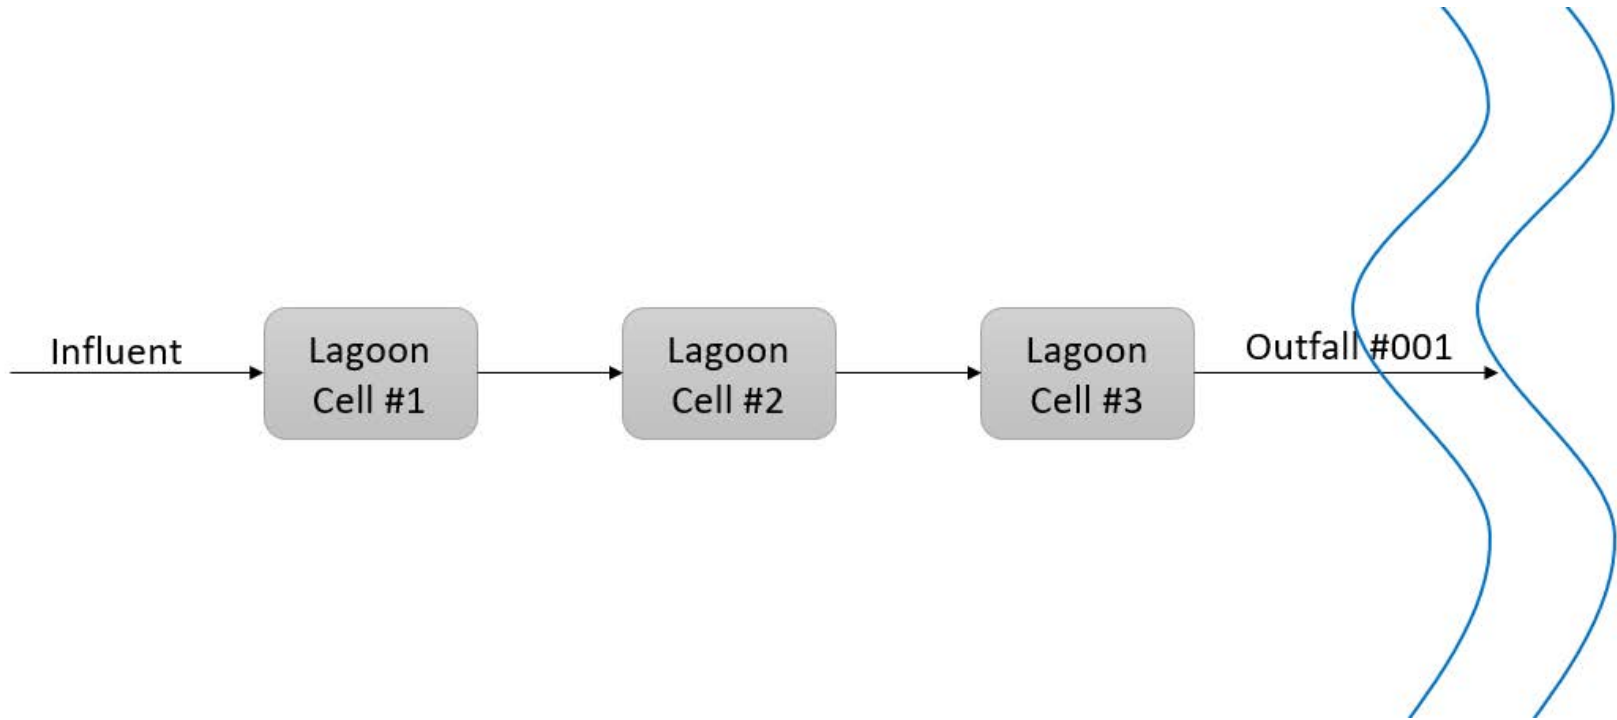 Influent
Lagoon
Cell #1
Lagoon
Cell #2
Lagoon
Cell #3
Outfall #001